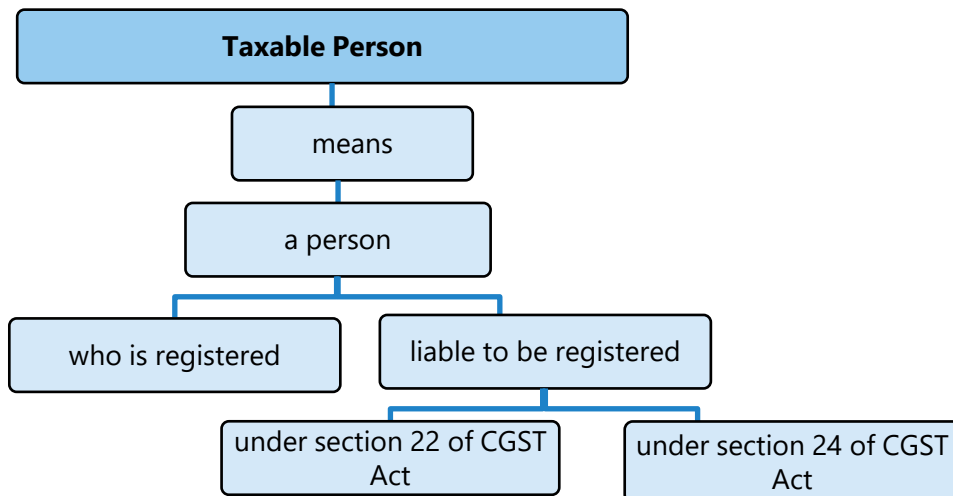 Taxable Person
means
a person
who is registered
liable to be registered
under section 22 of CGST
Act
under section 24 of CGST
Act